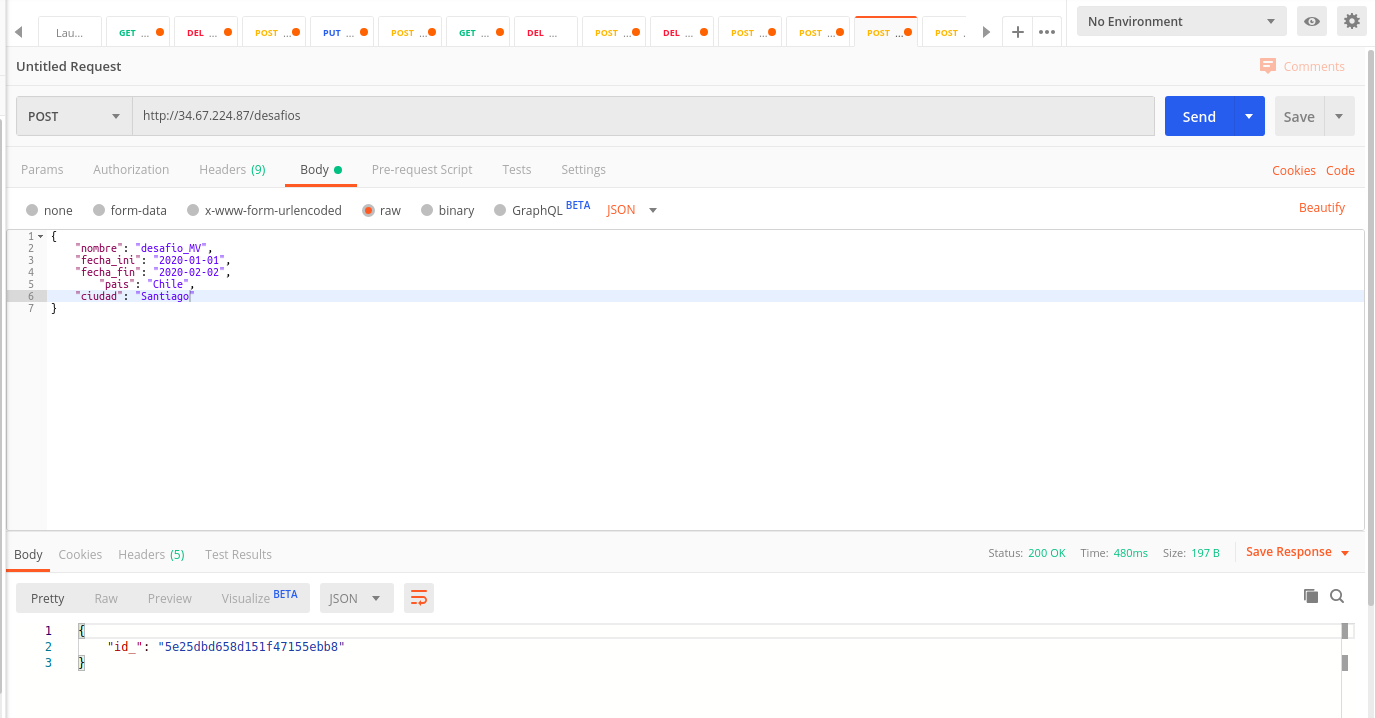 Lau... GET ... DEL ... POST ... PUT ... POST ... GET ... DEL ... POST ... DEL ... POST ... POST ... POST ... POST . No Environment
Untitled Request Comments
POST http://34.67.224.87/desafios Send Save
Params Authorization Headers (9) Body Pre-request Script Tests Settings Cookies Code
none form-data x-www-form-urlencoded raw binary GraphQL BETA JSON Beautify
1 {
2 "nombre": "desafio_MV",
3 "fecha_ini": "2020-01-01",
4 "fecha_fin": "2020-02-02",
5 "pais": "Chile",
6 "ciudad": "Santiago"
7 }
Body Cookies Headers (5) Test Results Status: 200 OK Time: 480ms Size: 197 B Save Response
Pretty Raw Preview Visualize BETA JSON
1 {
2 "id_": "5e25dbd658d151f47155ebb8"
3 }